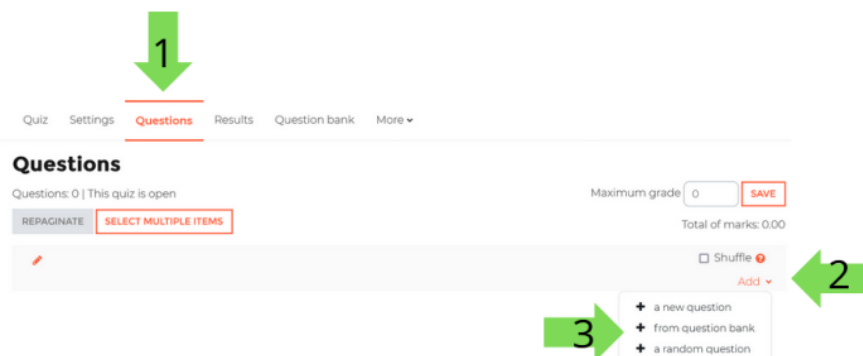 1
Quiz Settings Questions Results Question bank More
Questions
Questions: 0 | This quiz is open
Maximum grade 0 SAVE
REPAGINATE SELECT MULTIPLE ITEMS
Total of marks: 0.00
Shuffle ?
Add
2
+ a new question
3
+ from question bank
+ a random question